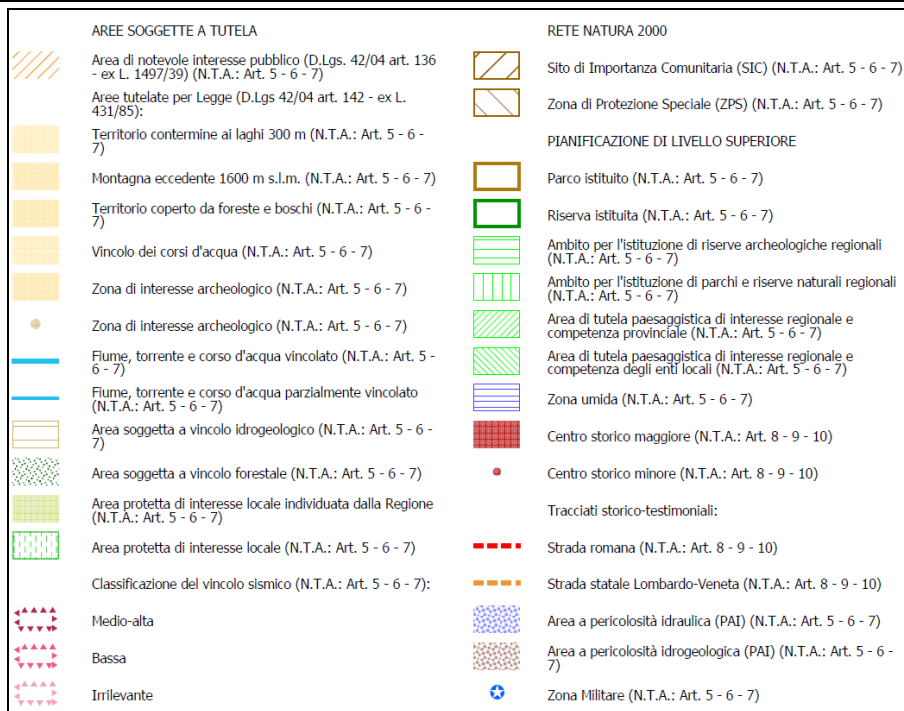 AREE SOGGETTE A TUTELA
Area di notevole interesse pubblico (D.Lgs. 42/04 art. 136
- ex L. 1497/39) (N.T.A.: Art. 5 - 6 - 7)
Aree tutelate per Legge (D.Lgs 42/04 art. 142 - ex L.
431/85):
Territorio contermine ai laghi 300 m (N.T.A.: Art. 5 - 6 -
7)
Montagna eccedente 1600 m s.l.m. (N.T.A.: Art. 5 - 6 - 7)
Territorio coperto da foreste e boschi (N.T.A.: Art. 5 - 6 -
7)
Vincolo dei corsi d'acqua (N.T.A.: Art. 5 - 6 - 7)
Zona di interesse archeologico (N.T.A.: Art. 5 - 6 - 7)
Zona di interesse archeologico (N.T.A.: Art. 5 - 6 - 7)
Fiume, torrente e corso d'acqua vincolato (N.T.A.: Art. 5 -
6 - 7)
Fiume, torrente e corso d'acqua parzialmente vincolato
(N.T.A.: Art. 5 - 6 - 7)
Area soggetta a vincolo idrogeologico (N.T.A.: Art. 5 - 6 -
7)
Area soggetta a vincolo forestale (N.T.A.: Art. 5 - 6 - 7)
Area protetta di interesse locale individuata dalla Regione
(N.T.A.: Art. 5 - 6 - 7)
Area protetta di interesse locale (N.T.A.: Art. 5 - 6 - 7)
Classificazione del vincolo sismico (N.T.A.: Art. 5 - 6 - 7):
Medio-alta
Bassa
Irrilevante
RETE NATURA 2000
Sito di Importanza Comunitaria (SIC) (N.T.A.: Art. 5 - 6 - 7)
Zona di Protezione Speciale (ZPS) (N.T.A.: Art. 5 - 6 - 7)
PIANIFICAZIONE DI LIVELLO SUPERIORE
Parco istituito (N.T.A.: Art. 5 - 6 - 7)
Riserva istituita (N.T.A.: Art. 5 - 6 - 7)
Ambito per l'istituzione di riserve archeologiche regionali
(N.T.A.: Art. 5 - 6 - 7)
Ambito per l'istituzione di parchi e riserve naturali regionali
(N.T.A.: Art. 5 - 6 - 7)
Area di tutela paesaggistica di interesse regionale e
competenza provinciale (N.T.A.: Art. 5 - 6 - 7)
Area di tutela paesaggistica di interesse regionale e
competenza degli enti locali (N.T.A.: Art. 5 - 6 - 7)
Zona umida (N.T.A.: Art. 5 - 6 - 7)
Centro storico maggiore (N.T.A.: Art. 8 - 9 - 10)
Centro storico minore (N.T.A.: Art. 8 - 9 - 10)
Tracciati storico-testimoniali:
Strada romana (N.T.A.: Art. 8 - 9 - 10)
Strada statale Lombardo-Veneta (N.T.A.: Art. 8 - 9 - 10)
Area a pericolosità idraulica (PAI) (N.T.A.: Art. 5 - 6 - 7)
Area a pericolosità idrogeologica (PAI) (N.T.A.: Art. 5 - 6 -
7)
Zona Militare (N.T.A.: Art. 5 - 6 - 7)